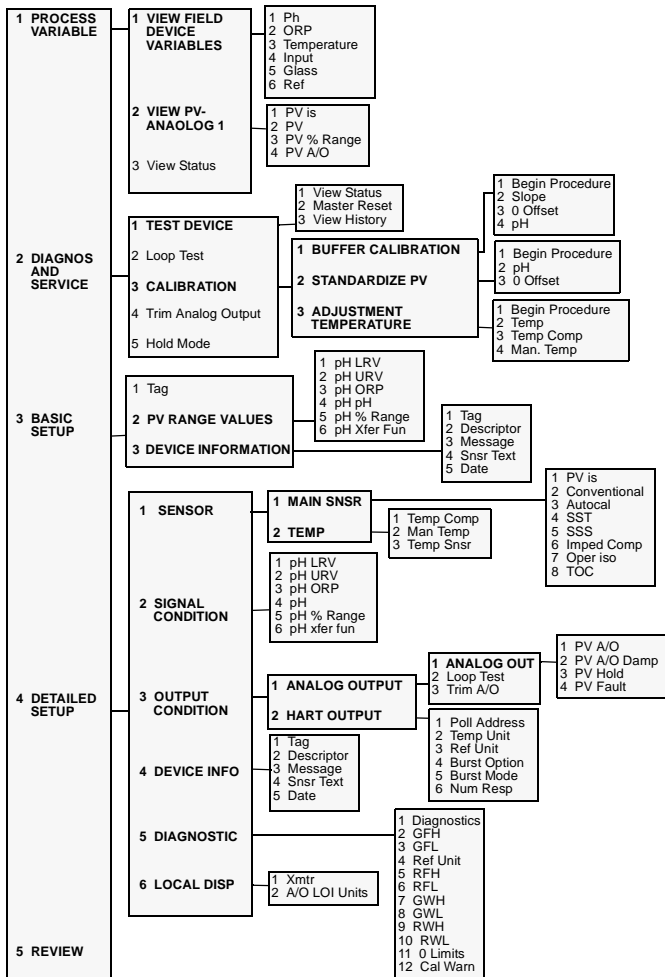 1 PROCESS
VARIABLE
1 VIEW FIELD
DEVICE
VARIABLES
1 Ph
2 ORP
3 Temperature
4 Input
5 Glass
6 Ref
2 VIEW PV-
ANAOLOG 1
1 PV is
2 PV
3 PV % Range
4 PV A/O
3 View Status
2 DIAGNOS
AND
SERVICE
1 TEST DEVICE
1 View Status
2 Master Reset
3 View History
2 Loop Test
3 CALIBRATION
1 BUFFER CALIBRATION
1 Begin Procedure
2 Slope
3 0 Offset
4 pH
2 STANDARDIZE PV
1 Begin Procedure
2 pH
3 0 Offset
3 ADJUSTMENT
TEMPERATURE
1 Begin Procedure
2 Temp
3 Temp Comp
4 Man. Temp
4 Trim Analog Output
5 Hold Mode
3 BASIC
SETUP
1 Tag
2 PV RANGE VALUES
1 pH LRV
2 pH URV
3 pH ORP
4 pH pH
5 pH % Range
6 pH Xfer Fun
3 DEVICE INFORMATION
1 Tag
2 Descriptor
3 Message
4 Snsr Text
5 Date
4 DETAILED
SETUP
1 SENSOR
1 MAIN SNSR
1 PV is
2 Conventional
3 Autocal
4 SST
5 SSS
6 Imped Comp
7 Oper iso
8 TOC
2 TEMP
1 Temp Comp
2 Man Temp
3 Temp Snsr
2 SIGNAL
CONDITION
1 pH LRV
2 pH URV
3 pH ORP
4 pH
5 pH % Range
6 pH xfer fun
3 OUTPUT
CONDITION
1 ANALOG OUTPUT
1 ANALOG OUT
2 Loop Test
3 Trim A/O
1 PV A/O
2 PV A/O Damp
3 PV Hold
4 PV Fault
2 HART OUTPUT
1 Poll Address
2 Temp Unit
3 Ref Unit
4 Burst Option
5 Burst Mode
6 Num Resp
4 DEVICE INFO
1 Tag
2 Descriptor
3 Message
4 Snsr Text
5 Date
5 DIAGNOSTIC
1 Diagnostics
2 GFH
3 GFL
4 Ref Unit
5 RFH
6 RFL
7 GWH
8 GWL
9 RWH
10 RWL
11 0 Limits
12 Cal Warn
6 LOCAL DISP
1 Xmtr
2 A/O LOI Units
5 REVIEW